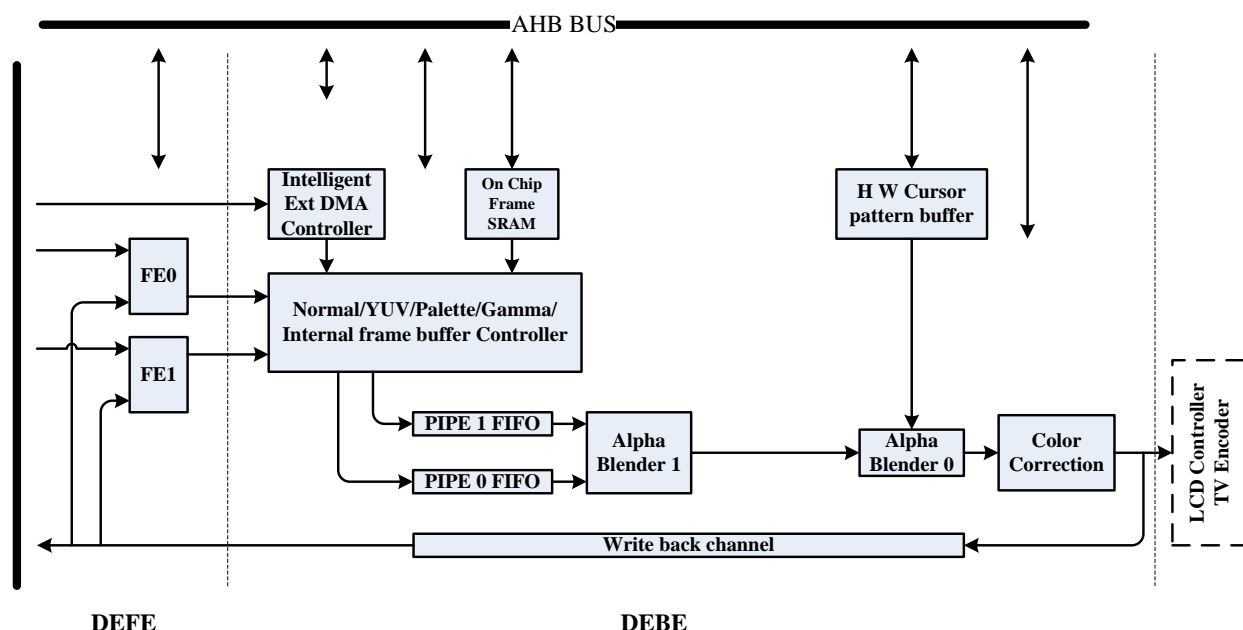 AHB BUS
Intelligent
Ext DMA
Controller
On Chip
Frame
SRAM
H W Cursor
pattern buffer
FE0
Normal/YUV/Palette/Gamma/
Internal frame buffer Controller
FE1
PIPE 1 FIFO
PIPE 0 FIFO
Alpha
Blender 1
Alpha
Blender 0
Color
Correction
LCD Controller
TV Encoder
Write back channel
DEFE
DEBE